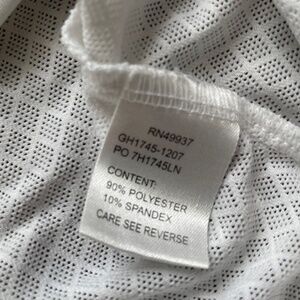 RN49937
GH1745-1207
PO 7H1745LN
CONTENT:
90% POLYESTER
10% SPANDEX
CARE SEE REVERSE